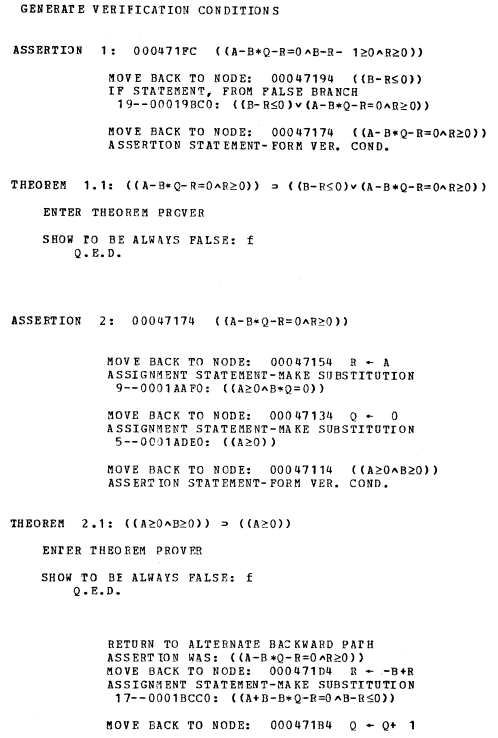 GENERATE VERIFICATION CONDITIONS
ASSERTION 1: 000471FC ((A-B*Q-R=0∧B-R- 1≥0∧R≥0))
MOVE BACK TO NODE: 00047194 ((B-R≤0))
IF STATEMENT, FROM FALSE BRANCH
19--00019BC0: ((B-R≤0)∨(A-B*Q-R=0∧R≥0))
MOVE BACK TO NODE: 00047174 ((A-B*Q-R=0∧R≥0))
ASSERTION STATEMENT-FORM VER. COND.
THEOREM 1.1: ((A-B*Q-R=0∧R≥0)) ⊃ ((B-R≤0)∨(A-B*Q-R=0∧R≥0))
ENTER THEOREM PROVER
SHOW TO BE ALWAYS FALSE: f
Q.E.D.
ASSERTION 2: 00047174 ((A-B*Q-R=0∧R≥0))
MOVE BACK TO NODE: 00047154 R ← A
ASSIGNMENT STATEMENT-MAKE SUBSTITUTION
9--0001AAF0: ((A≥0∧B*Q=0))
MOVE BACK TO NODE: 00047134 Q ← 0
ASSIGNMENT STATEMENT-MAKE SUBSTITUTION
5--0001ADE0: ((A≥0))
MOVE BACK TO NODE: 00047114 ((A≥0∧B≥0))
ASSERTION STATEMENT-FORM VER. COND.
THEOREM 2.1: ((A≥0∧B≥0)) ⊃ ((A≥0))
ENTER THEOREM PROVER
SHOW TO BE ALWAYS FALSE: f
Q.E.D.
RETURN TO ALTERNATE BACKWARD PATH
ASSERTION WAS: ((A-B*Q-R=0∧R≥0))
MOVE BACK TO NODE: 000471D4 R ← -B+R
ASSIGNMENT STATEMENT-MAKE SUBSTITUTION
17--0001BCC0: ((A+B-B*Q-R=0∧B-R≤0))
MOVE BACK TO NODE: 000471B4 Q ← Q+ 1